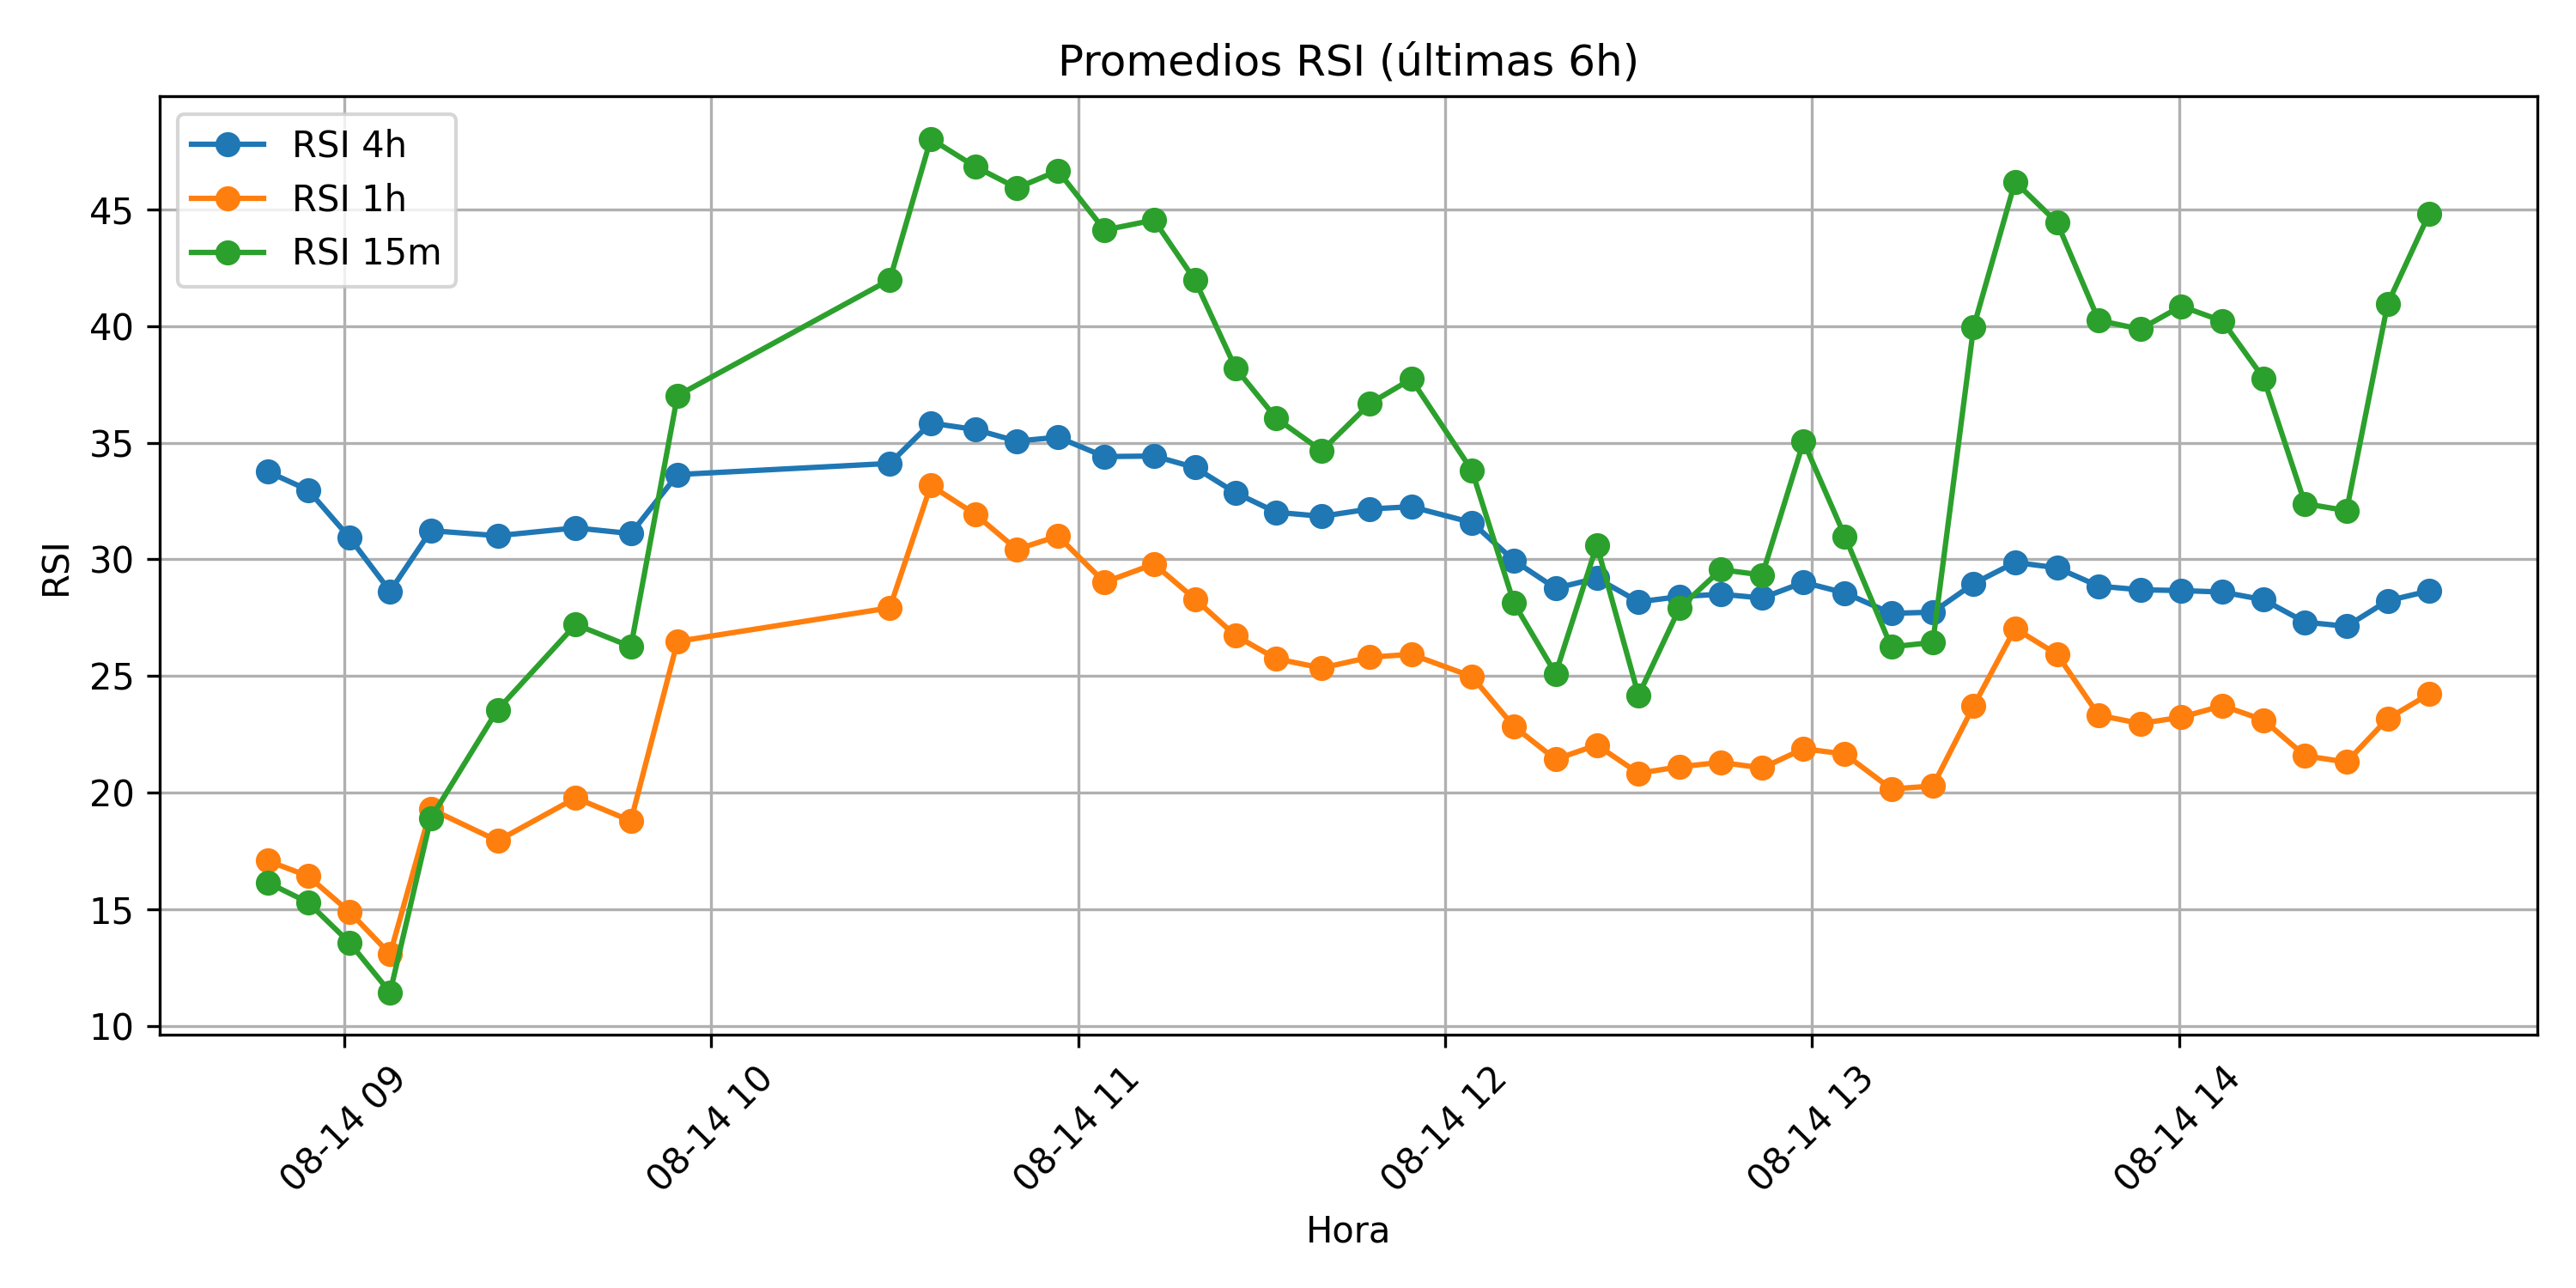 Promedios RSI (últimas 6h)
RSI 4h
RSI 1h
RSI 15m
RSI
45
40
35
30
25
20
15
10
08-14 09
08-14 10
08-14 11
08-14 12
08-14 13
08-14 14
Hora